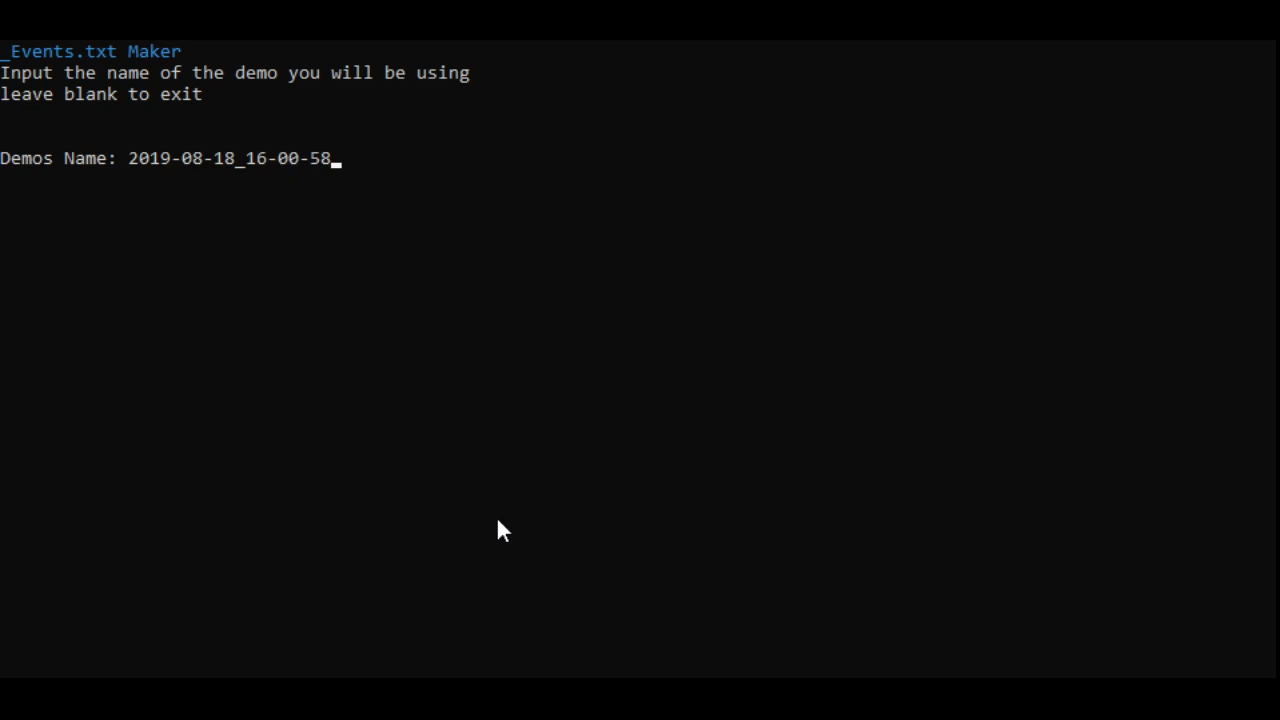 _Events.txt Maker
Input the name of the demo you will be using
leave blank to exit
Demos Name: 2019-08-18_16-00-58